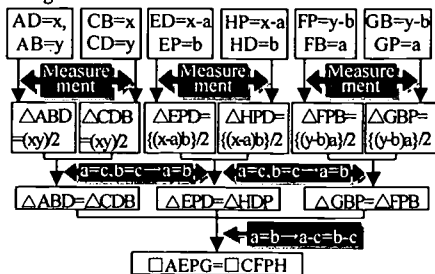 AD=x, CB=x ED=x-a HP=x-a FP=y-b GB=y-b
AB=y CD=y EP=b HD=b FB=a GP=a
Measure Measure Measure
ment ment ment
△ABD △CDB △EPD= △HPD= △FPB= △GBP=
=(xy)/2 =(xy)/2 {(x-a)b}/2 {(x-a)b}/2 {(y-b)a}/2 {(y-b)a}/2
a=c,b=c→a=b a=c,b=c→a=b
△ABD=△CDB △EPD=△HDP △GBP=△FPB
a=b→a-c=b-c
□AEPG=□CFPH